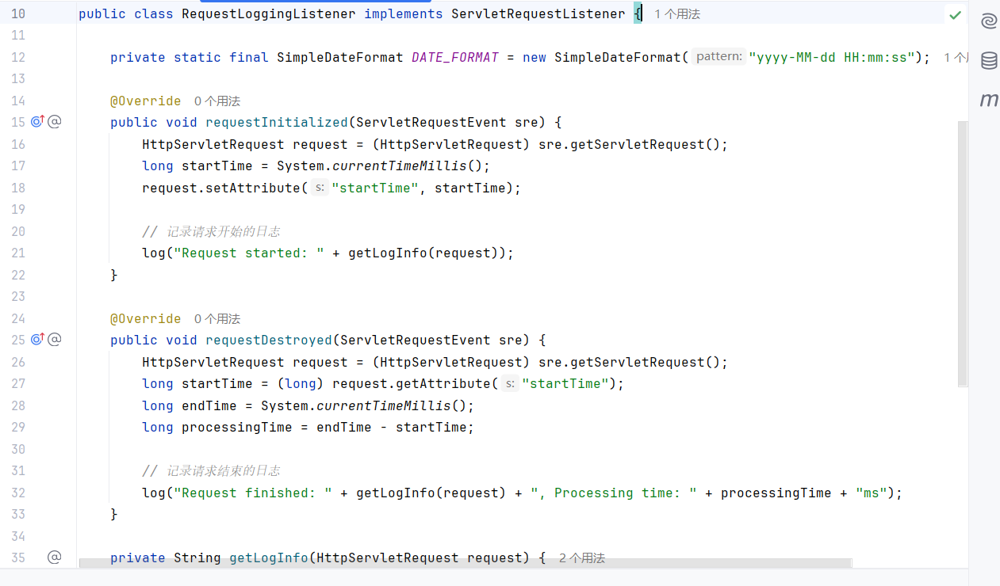 10 public class RequestLoggingListener implements ServletRequestListener { 1 个用法
11
12 private static final SimpleDateFormat DATE_FORMAT = new SimpleDateFormat( pattern: "yyyy-MM-dd HH:mm:ss"); 1 个
13
14 @Override 0 个用法
15 public void requestInitialized(ServletRequestEvent sre) {
16 HttpServletRequest request = (HttpServletRequest) sre.getServletRequest();
17 long startTime = System.currentTimeMillis();
18 request.setAttribute( s: "startTime", startTime);
19
20 // 记录请求开始的日志
21 log("Request started: " + getLogInfo(request));
22 }
23
24 @Override 0 个用法
25 public void requestDestroyed(ServletRequestEvent sre) {
26 HttpServletRequest request = (HttpServletRequest) sre.getServletRequest();
27 long startTime = (long) request.getAttribute( s: "startTime");
28 long endTime = System.currentTimeMillis();
29 long processingTime = endTime - startTime;
30
31 // 记录请求结束的日志
32 log("Request finished: " + getLogInfo(request) + ", Processing time: " + processingTime + "ms");
33 }
34
35 private String getLogInfo(HttpServletRequest request) { 2 个用法